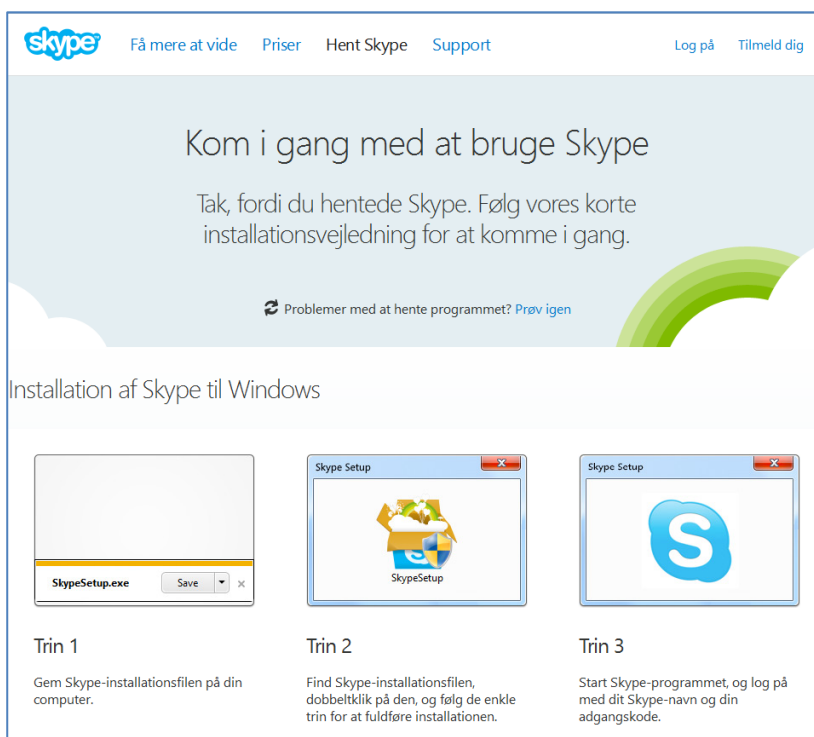 skype Få mere at vide Priser Hent Skype Support Log på Tilmeld dig
Kom i gang med at bruge Skype
Tak, fordi du hentede Skype. Følg vores korte
installationsvejledning for at komme i gang.
Problemer med at hente programmet? Prøv igen
Installation af Skype til Windows
SkypeSetup.exe Save
Trin 1
Gem Skype-installationsfilen på din
computer.
Skype Setup
SkypeSetup
Trin 2
Find Skype-installationsfilen,
dobbeltklik på den, og følg de enkle
trin for at fuldføre installationen.
Skype Setup
S
Trin 3
Start Skype-programmet, og log på
med dit Skype-navn og din
adgangskode.